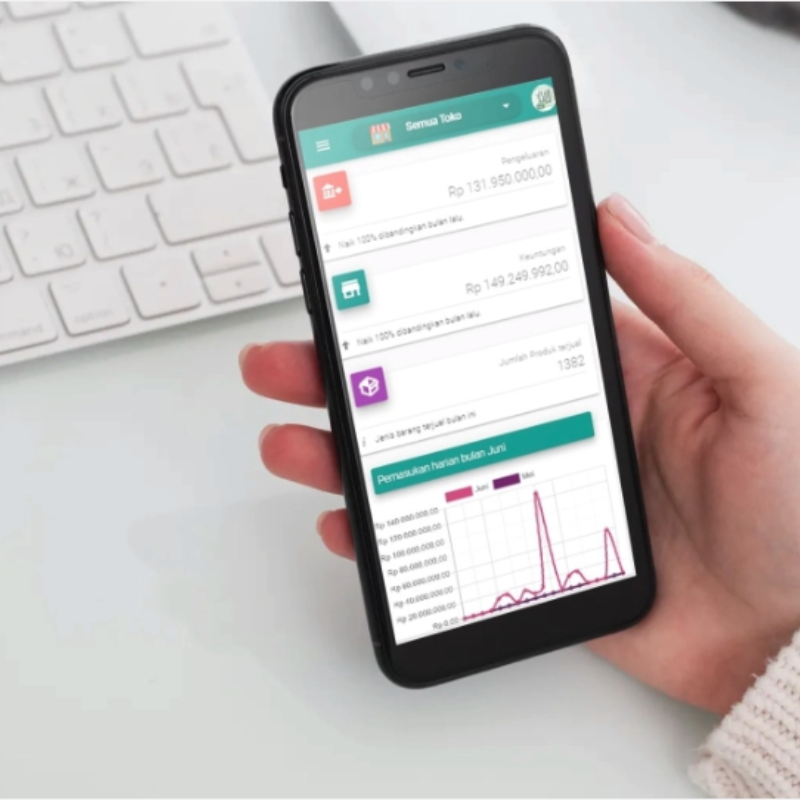 Semua Toko
Pengeluaran
Rp 131.950.000,00
Naik 100% dibandingkan bulan lalu.
Keuntungan
Rp 149.249.992,00
Naik 100% dibandingkan bulan lalu.
Jumlah Produk terjual
1382
Jenis barang terjual bulan ini
Pemasukan harian bulan Juni
Juni Mei
Rp 140.000.000,00
Rp 120.000.000,00
Rp 100.000.000,00
Rp 80.000.000,00
Rp 60.000.000,00
Rp 40.000.000,00
Rp 20.000.000,00
Rp 0,00
command
option